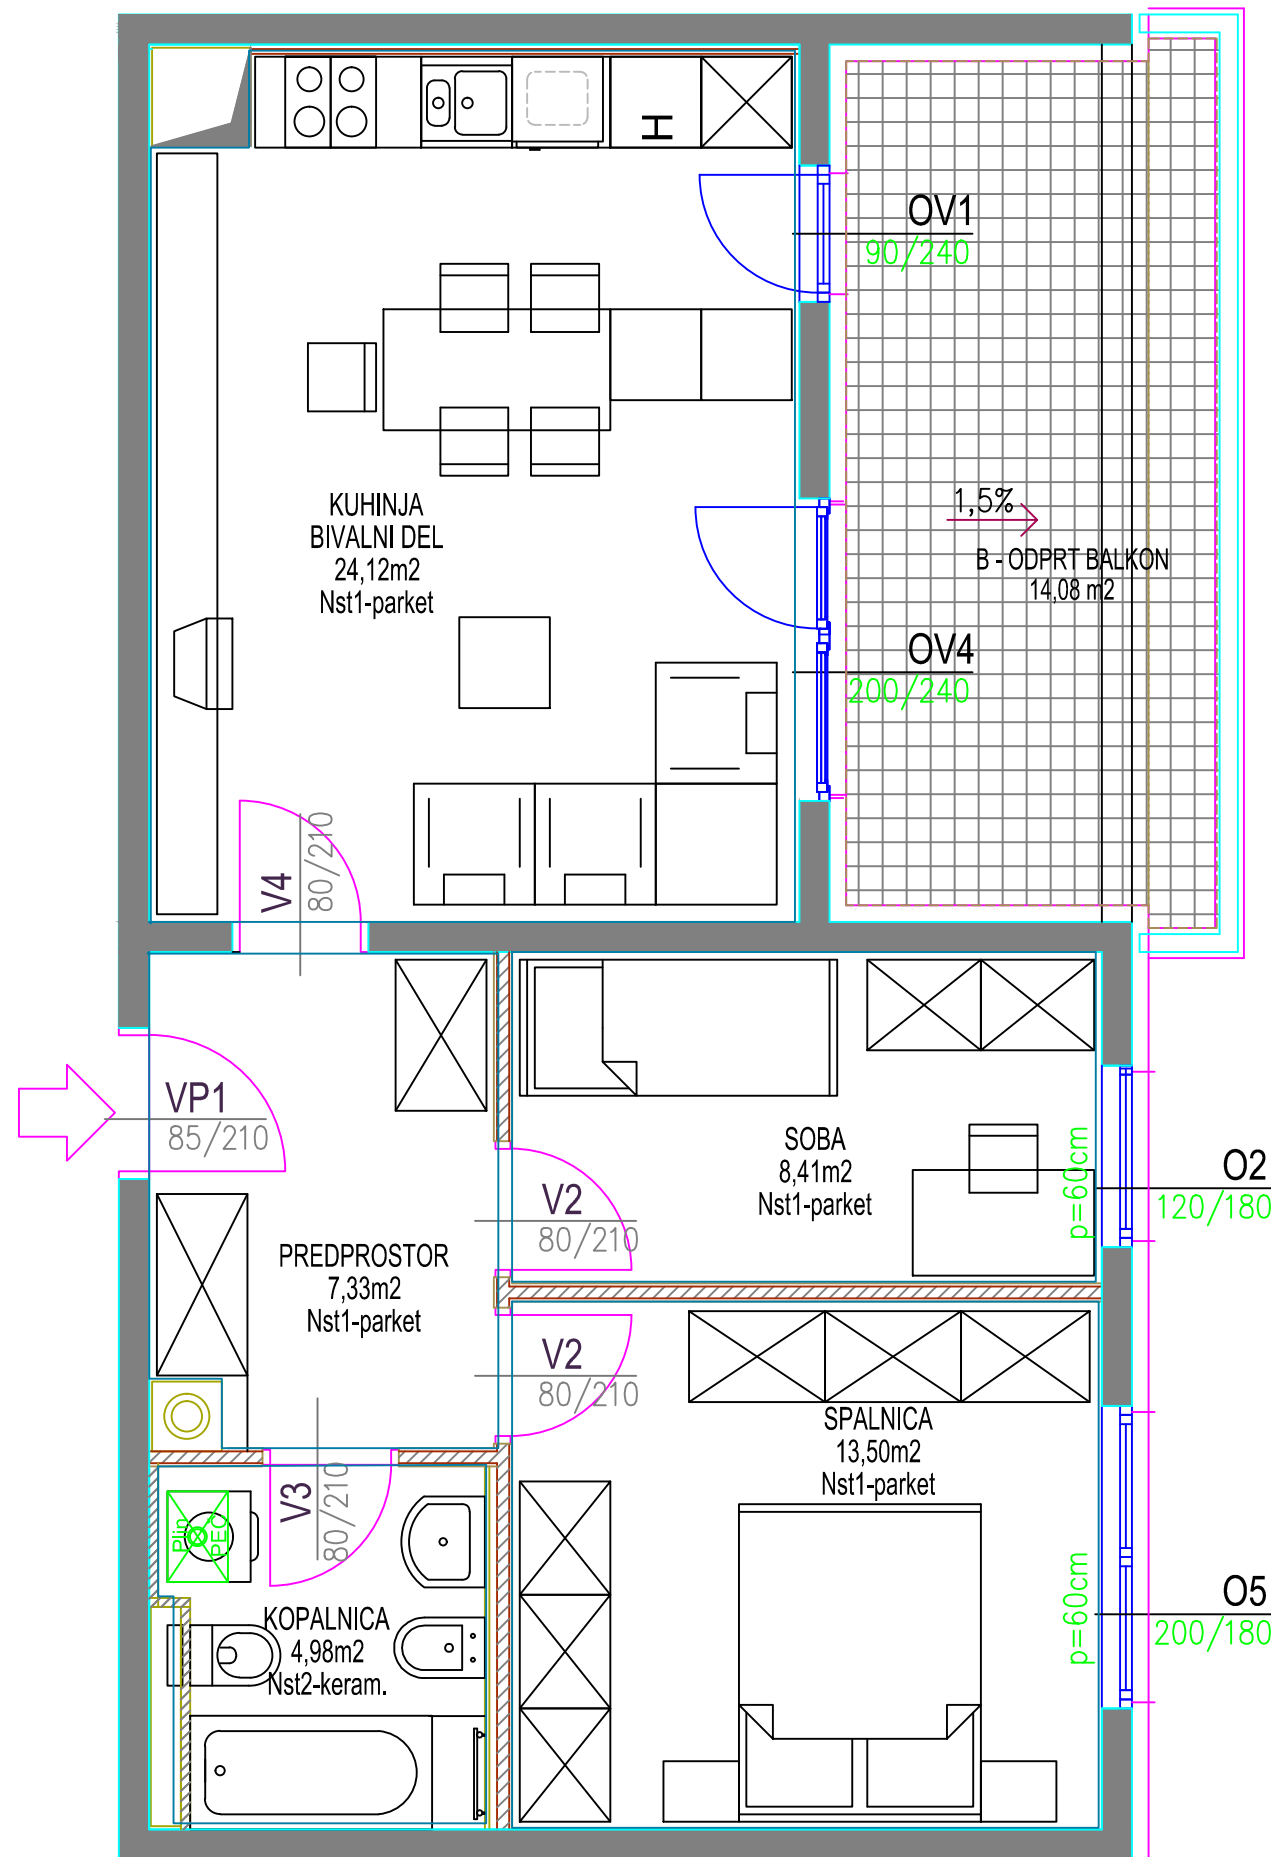 H
OV1
90/240
KUHINJA
BIVALNI DEL
24,12m2
Nst1-parket
1,5%
B - ODPRT BALKON
14,08 m2
OV4
200/240
V4
80/210
VP1
85/210
SOBA
8,41m2
Nst1-parket
p=60cm
O2
120/180
V2
80/210
PREDPROSTOR
7,33m2
Nst1-parket
V2
80/210
SPALNICA
13,50m2
Nst1-parket
V3
80/210
Plin
PEČ
KOPALNICA
4,98m2
Nst2-keram.
p=60cm
O5
200/180